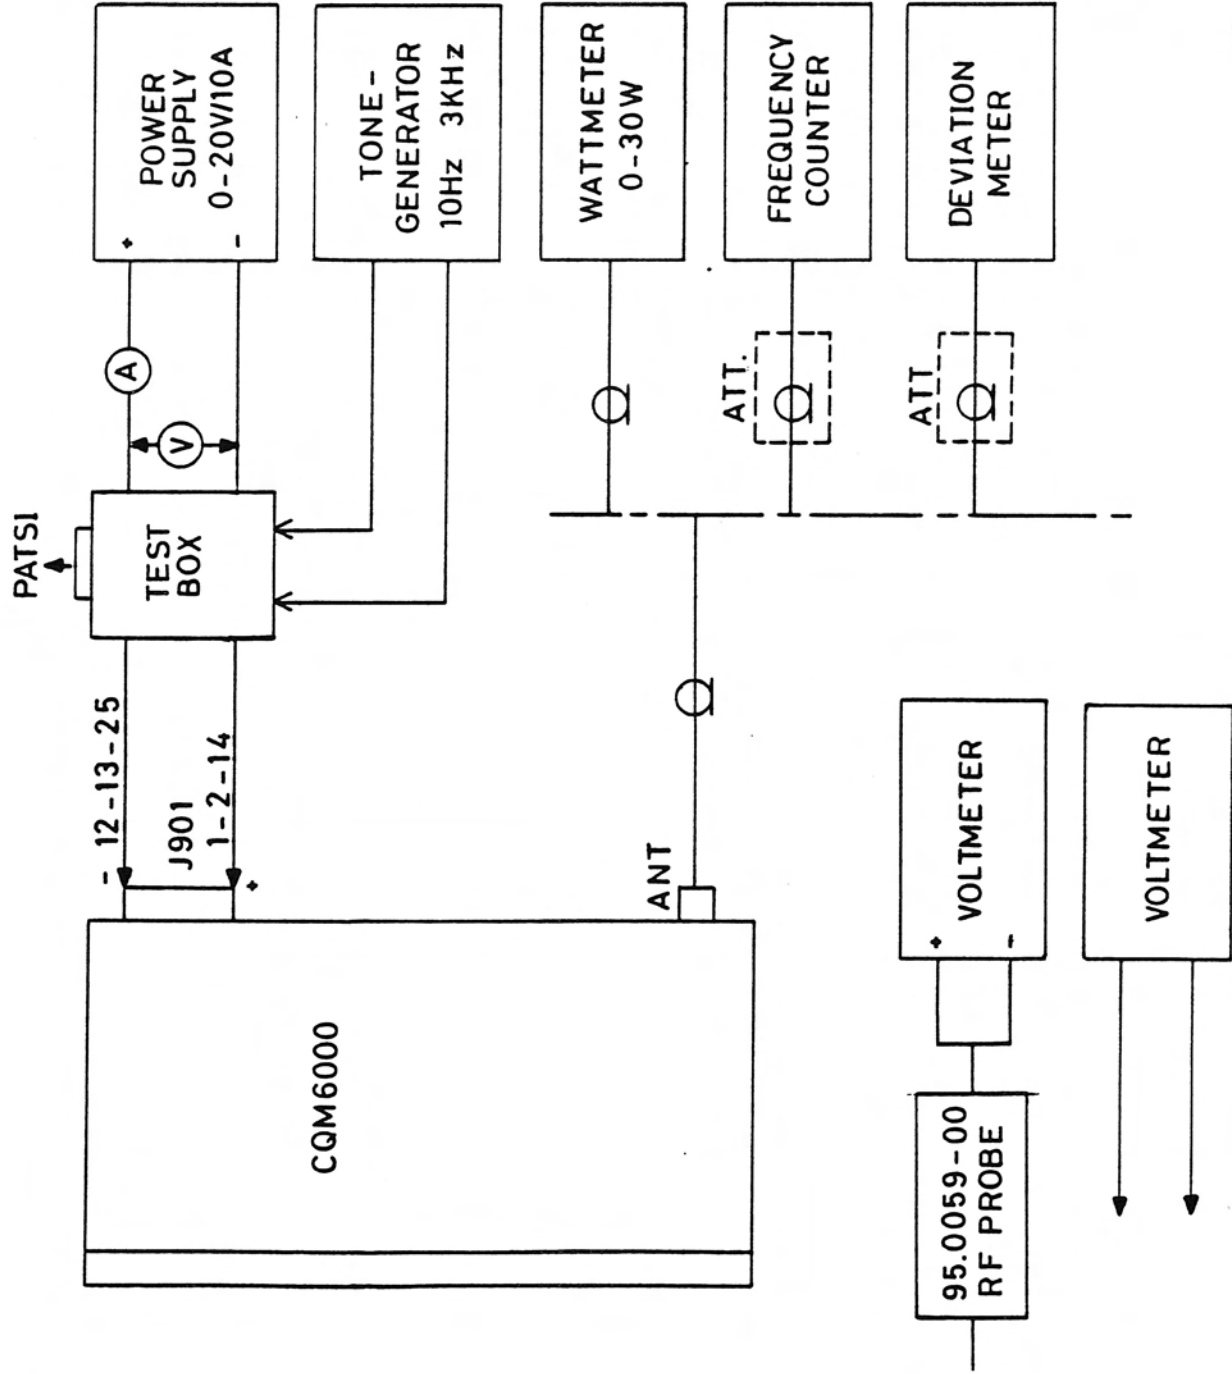 POWER
SUPPLY
0-20V/10A
+
-
A
V
TONE-
GENERATOR
10Hz 3KHz
WATTMETER
0-30W
FREQUENCY
COUNTER
DEVIATION
METER
ATT.
ATT
PATSI
TEST
BOX
- 12-13-25
J901
1-2-14
+
ANT
CQM6000
VOLTMETER
+
-
VOLTMETER
95.0059-00
RF PROBE